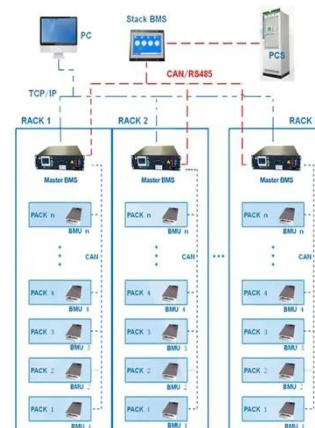 PC
Stack BMS
PCS
CAN/RS485
TCP/IP
RACK 1
RACK 2
RACK
Master BMS
Master BMS
Master BMS
PACK n
BMU n
PACK n
BMU n
PACK n
BMU n
CAN
CAN
CAN
PACK 4
BMU 4
PACK 4
BMU 4
PACK 4
BMU 4
PACK 3
BMU 3
PACK 3
BMU 3
PACK 3
BMU 3
PACK 2
BMU 2
PACK 2
BMU 2
PACK 2
BMU 2
PACK 1
BMU
PACK 1
BMU
PACK 1
BMU